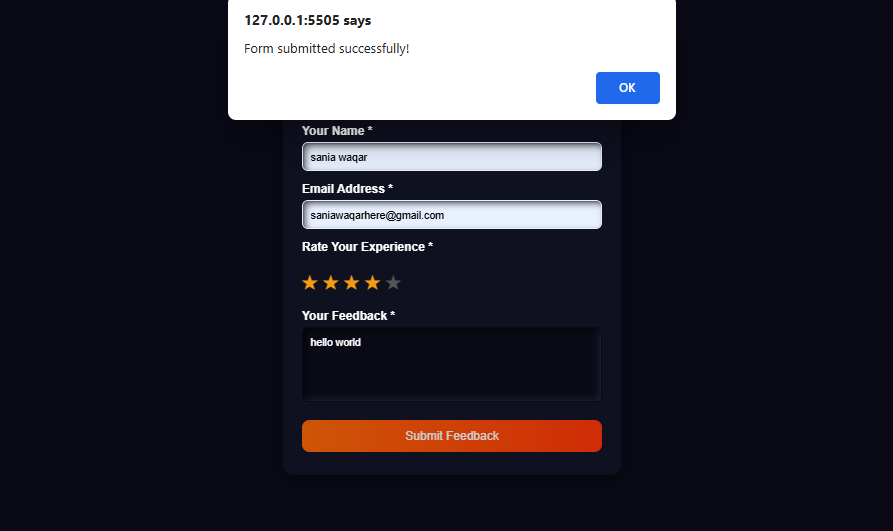 127.0.0.1:5505 says
Form submitted successfully!
OK
Your Name *
sania waqar
Email Address *
saniawaqarhere@gmail.com
Rate Your Experience *
Your Feedback *
hello world
Submit Feedback